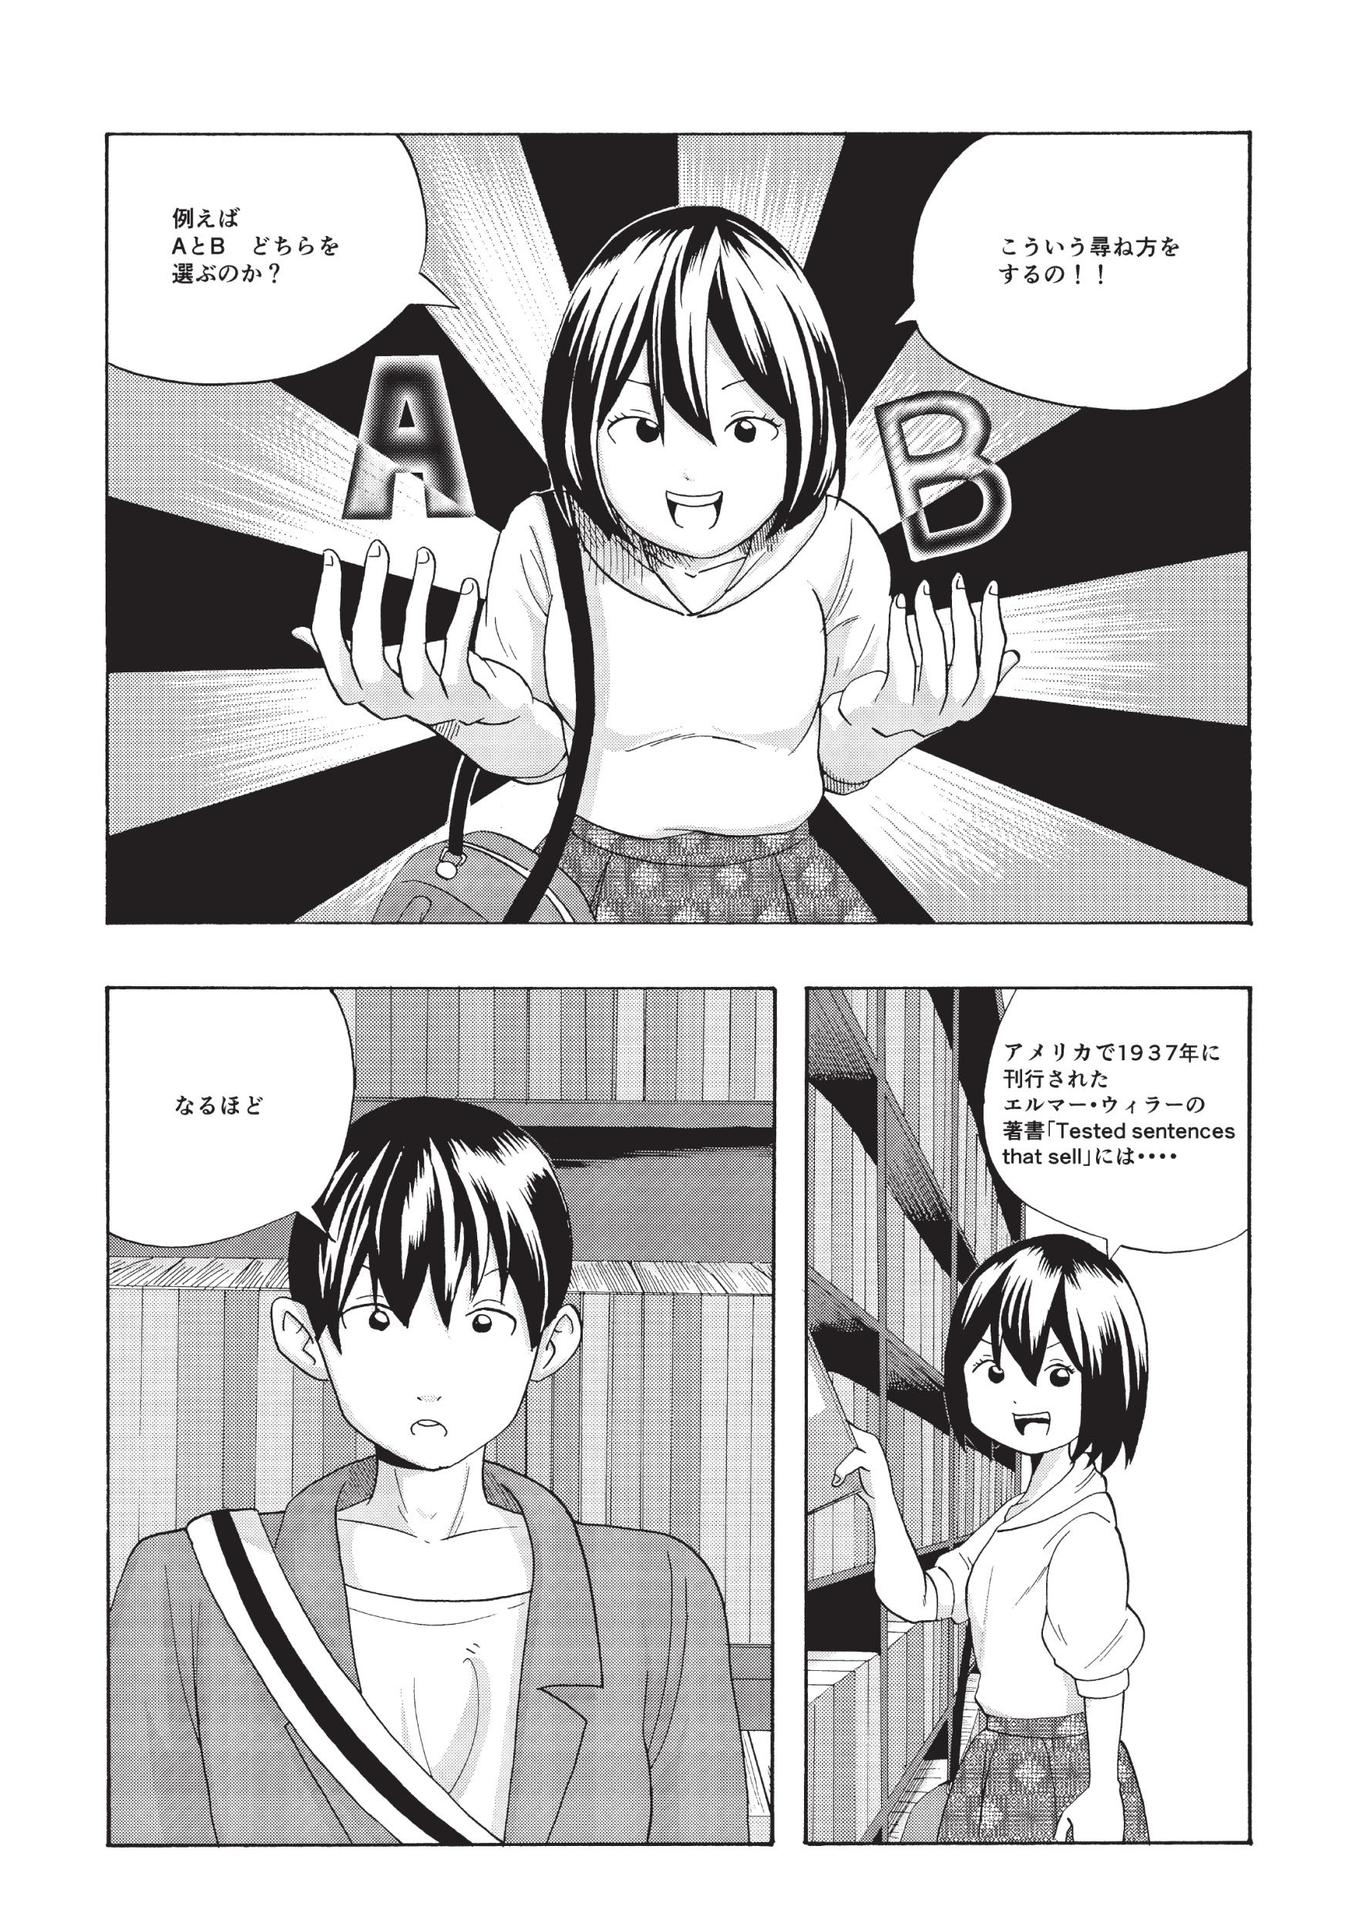 例えば
AとB　どちらを
選ぶのか？
こういう尋ね方を
するの！！
A
B
なるほど
アメリカで1937年に
刊行された
エルマー・ウィラーの
著書「Tested sentences
that sell」には・・・・